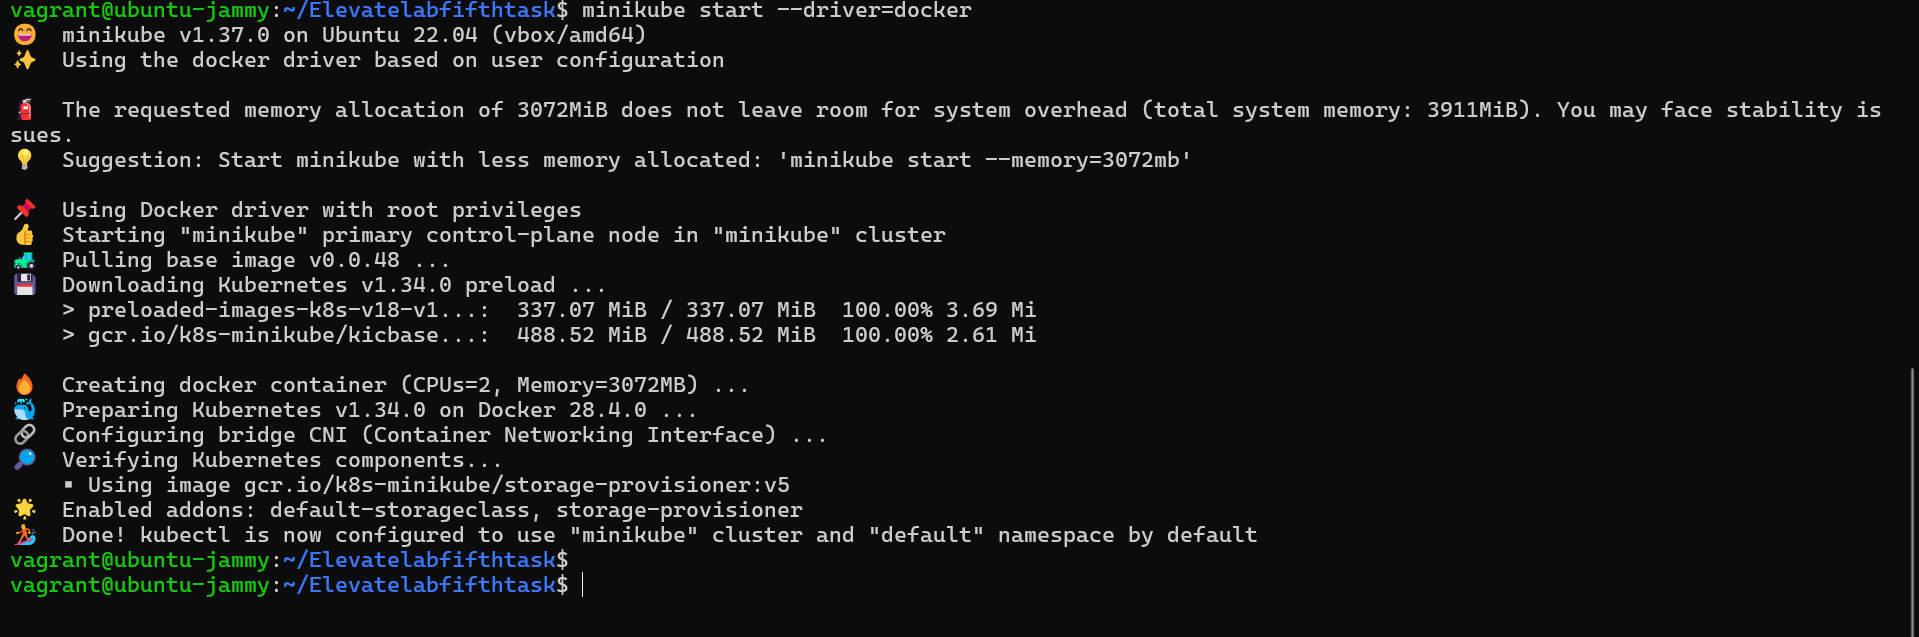 vagrant@ubuntu-jammy:~/Elevatelabfifthtask$ minikube start --driver=docker
😄  minikube v1.37.0 on Ubuntu 22.04 (vbox/amd64)
✨  Using the docker driver based on user configuration
🧯  The requested memory allocation of 3072MiB does not leave room for system overhead (total system memory: 3911MiB). You may face stability is
sues.
💡  Suggestion: Start minikube with less memory allocated: 'minikube start --memory=3072mb'
📌  Using Docker driver with root privileges
👍  Starting "minikube" primary control-plane node in "minikube" cluster
🚜  Pulling base image v0.0.48 ...
💾  Downloading Kubernetes v1.34.0 preload ...
    > preloaded-images-k8s-v18-v1...:  337.07 MiB / 337.07 MiB  100.00% 3.69 Mi
    > gcr.io/k8s-minikube/kicbase...:  488.52 MiB / 488.52 MiB  100.00% 2.61 Mi
🔥  Creating docker container (CPUs=2, Memory=3072MB) ...
🐳  Preparing Kubernetes v1.34.0 on Docker 28.4.0 ...
🔗  Configuring bridge CNI (Container Networking Interface) ...
🔎  Verifying Kubernetes components...
    ▪ Using image gcr.io/k8s-minikube/storage-provisioner:v5
🌟  Enabled addons: default-storageclass, storage-provisioner
🏄  Done! kubectl is now configured to use "minikube" cluster and "default" namespace by default
vagrant@ubuntu-jammy:~/Elevatelabfifthtask$
vagrant@ubuntu-jammy:~/Elevatelabfifthtask$